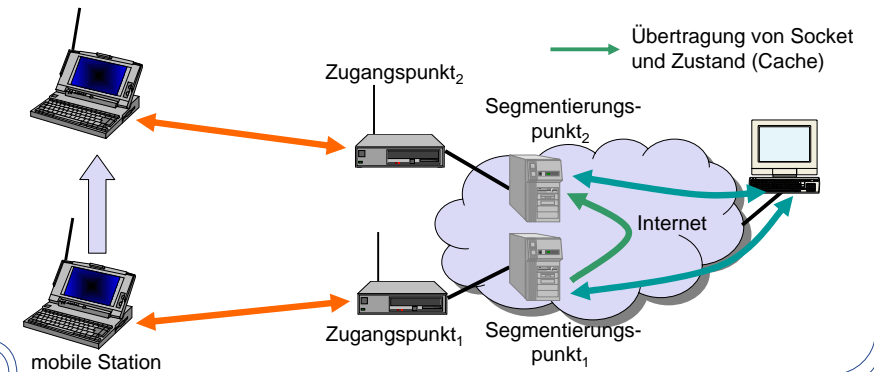 Übertragung von Socket
und Zustand (Cache)
Zugangspunkt₂
Segmentierungs-
punkt₂
Internet
Zugangspunkt₁
Segmentierungs-
punkt₁
mobile Station